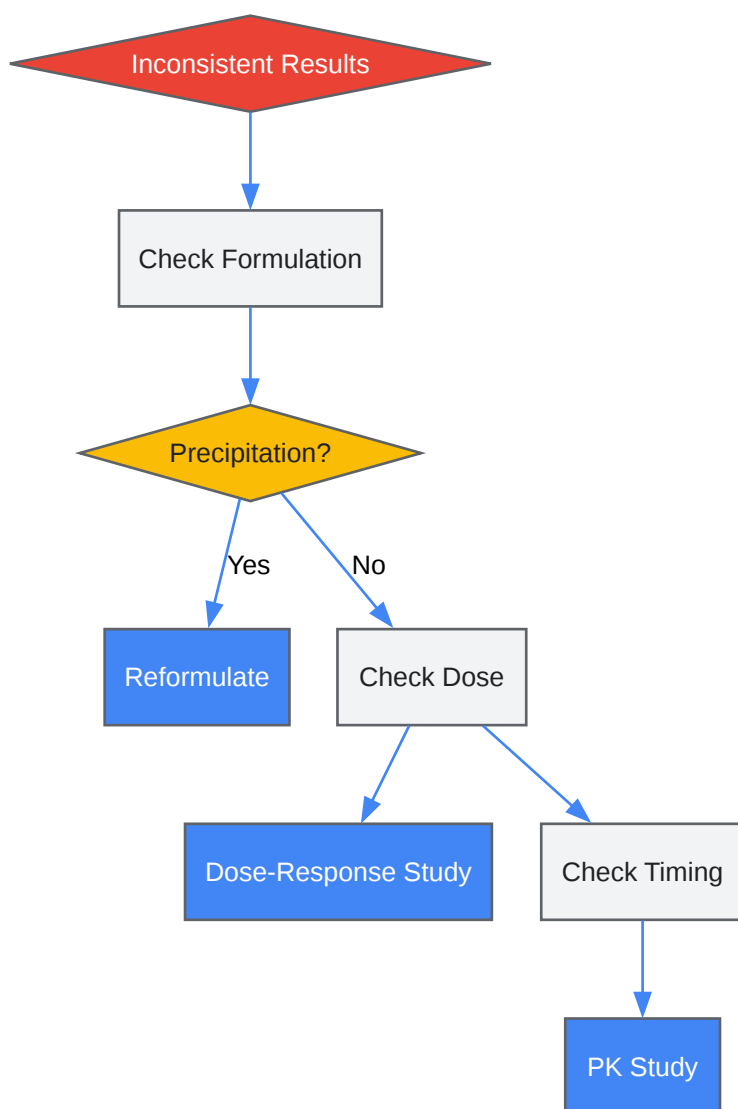 Inconsistent Results
Check Formulation
Precipitation?
Yes
No
Reformulate
Check Dose
Dose-Response Study
Check Timing
PK Study